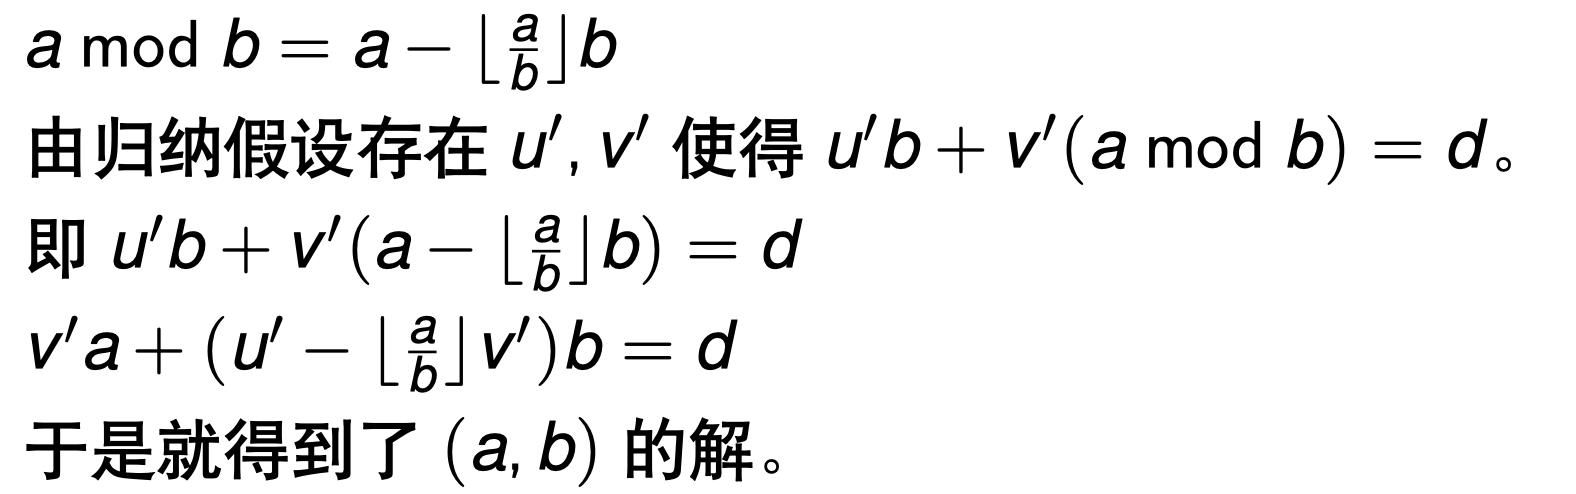 a mod b = a − ⌊a/b⌋b
由归纳假设存在 u′, v′ 使得 u′b + v′(a mod b) = d。
即 u′b + v′(a − ⌊a/b⌋b) = d
v′a + (u′ − ⌊a/b⌋v′)b = d
于是就得到了 (a, b) 的解。